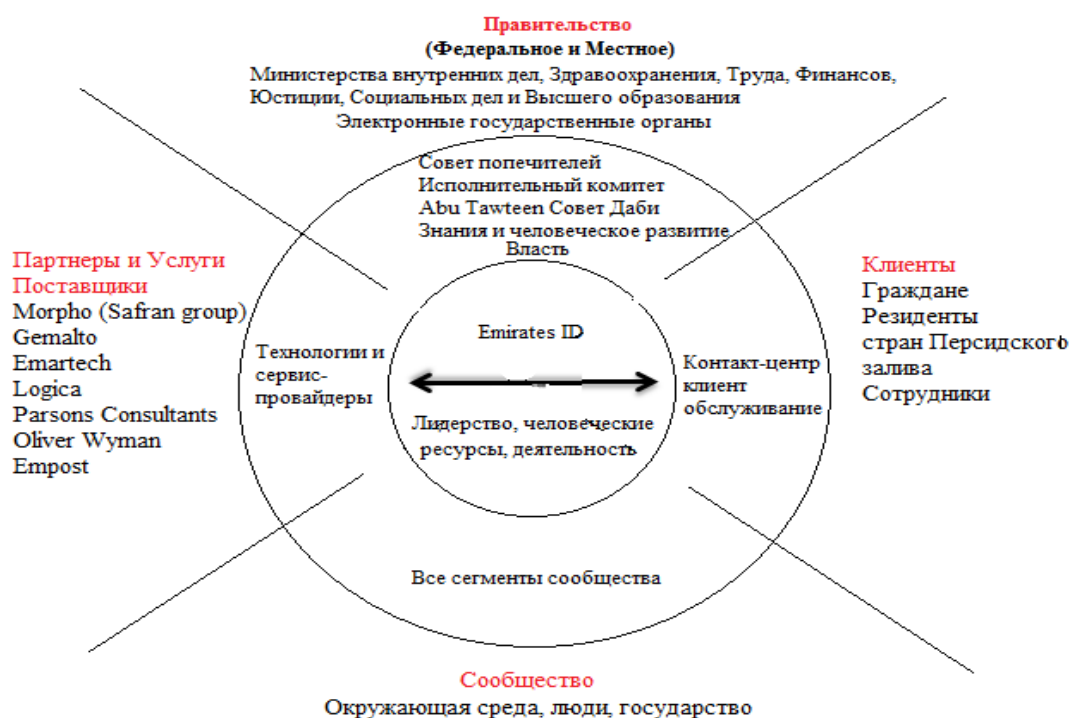 Правительство
(Федеральное и Местное)
Министерства внутренних дел, Здравоохранения, Труда, Финансов,
Юстиции, Социальных дел и Высшего образования
Электронные государственные органы
Совет попечителей
Исполнительный комитет
Abu Tawteen Совет Даби
Знания и человеческое развитие
Власть
Партнеры и Услуги
Поставщики
Morpho (Safran group)
Gemalto
Emartech
Logica
Parsons Consultants
Oliver Wyman
Empost
Технологии и
сервис-
провайдеры
Emirates ID
Лидерство, человеческие
ресурсы, деятельность
Контакт-центр
клиент
обслуживание
Клиенты
Граждане
Резиденты
стран Персидского
залива
Сотрудники
Все сегменты сообщества
Сообщество
Окружающая среда, люди, государство